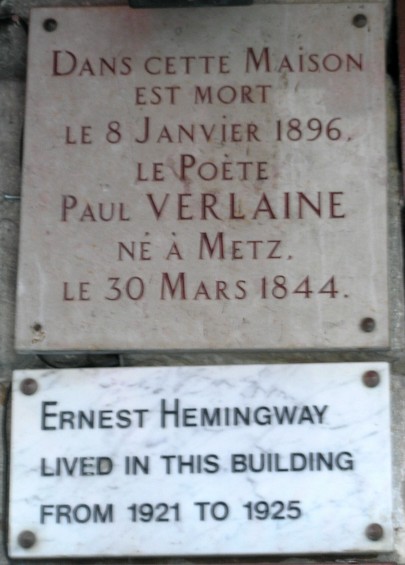 DANS CETTE MAISON
EST MORT
LE 8 JANVIER 1896.
LE POÈTE
PAUL VERLAINE
NÉ À METZ.
LE 30 MARS 1844.
ERNEST HEMINGWAY
LIVED IN THIS BUILDING
FROM 1921 TO 1925